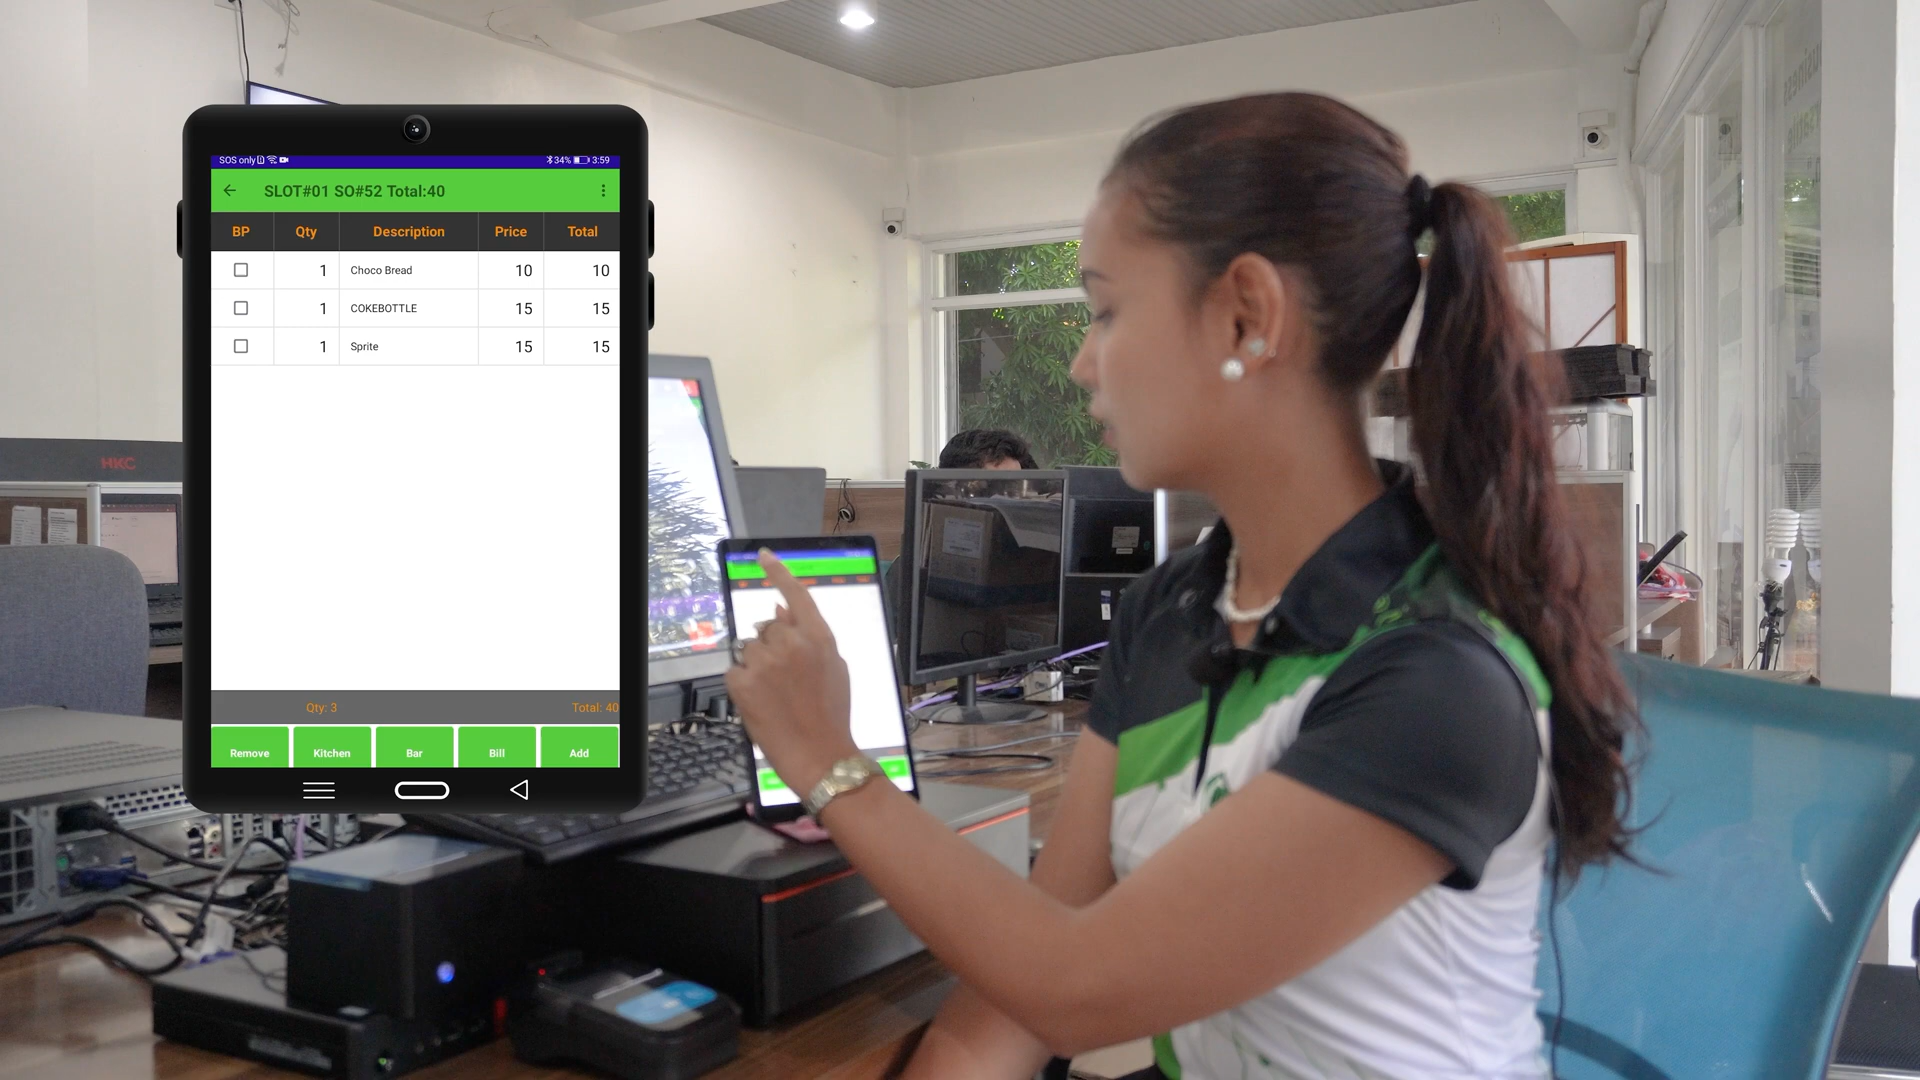 SOS only 34% 3:59
SLOT#01 SO#52 Total:40
BP Qty Description Price Total
1 Choco Bread 10 10
1 COKEBOTTLE 15 15
1 Sprite 15 15
Qty: 3 Total: 40
Remove Kitchen Bar Bill Add
HKC